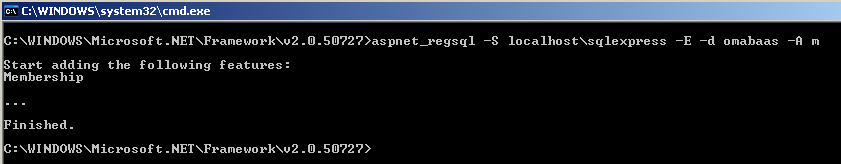 C:\WINDOWS\system32\cmd.exe
C:\WINDOWS\Microsoft.NET\Framework\v2.0.50727>aspnet_regsql -S localhost\sqlexpress -E -d omabaas -A m
Start adding the following features:
Membership
...
Finished.
C:\WINDOWS\Microsoft.NET\Framework\v2.0.50727>